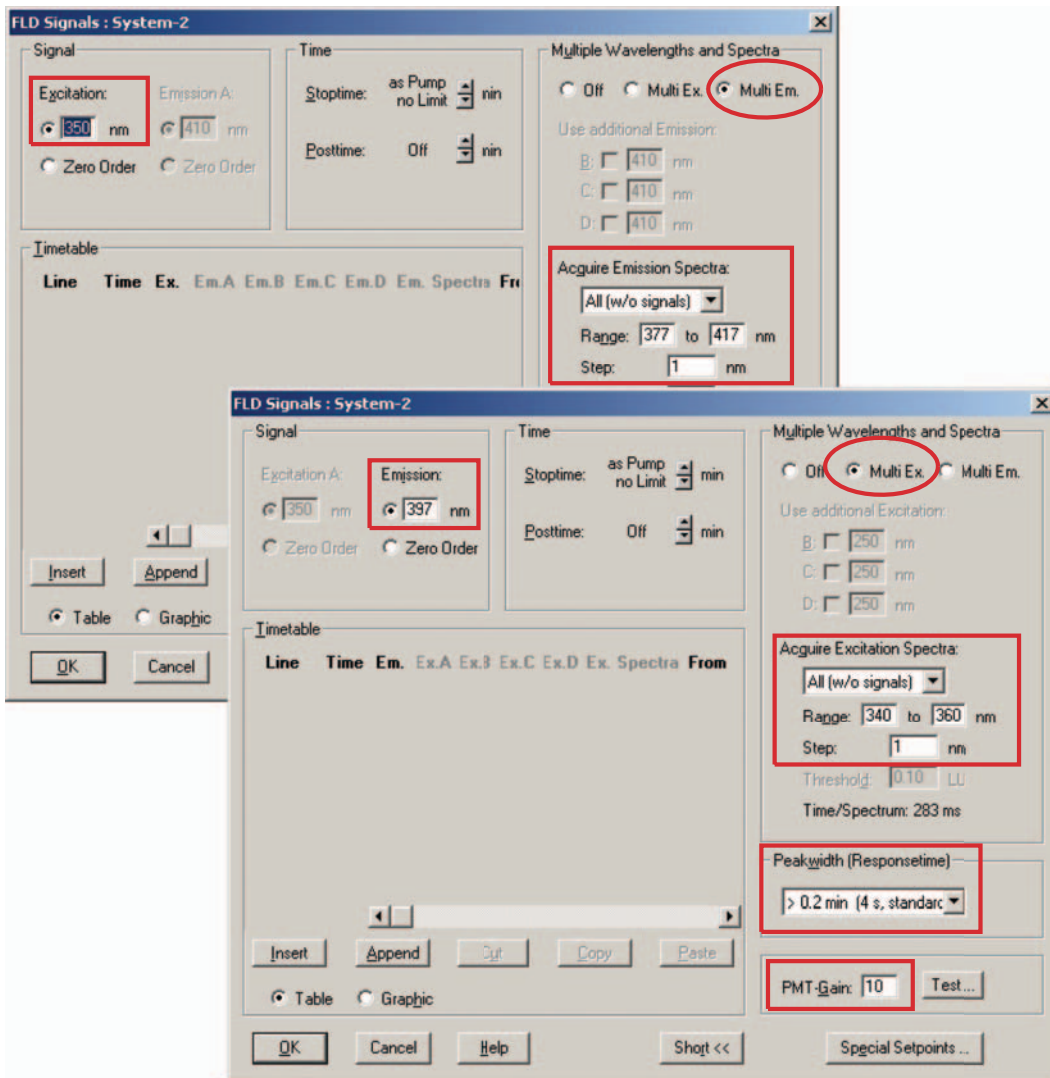 FLD Signals : System-2
Signal
Excitation:
Emission A:
350 nm
410 nm
Zero Order
Zero Order
Time
Stoptime:
as Pump
no Limit
min
Posttime:
Off
min
Multiple Wavelengths and Spectra
Off
Multi Ex.
Multi Em.
Use additional Emission:
B: 410 nm
C: 410 nm
D: 410 nm
Acquire Emission Spectra:
All (w/o signals)
Range: 377 to 417 nm
Step: 1 nm
Timetable
Line Time Ex. Em.A Em.B Em.C Em.D Em. Spectra
Insert
Append
Table
Graphic
OK
Cancel
FLD Signals : System-2
Signal
Excitation A:
Emission:
350 nm
397 nm
Zero Order
Zero Order
Time
Stoptime:
as Pump
no Limit
min
Posttime:
Off
min
Multiple Wavelengths and Spectra
Off
Multi Ex.
Multi Em.
Use additional Excitation:
B: 250 nm
C: 250 nm
D: 250 nm
Acquire Excitation Spectra:
All (w/o signals)
Range: 340 to 360 nm
Step: 1 nm
Threshold: 0.10 LU
Time/Spectrum: 283 ms
Timetable
Line Time Em. Ex.A Ex.B Ex.C Ex.D Ex. Spectra From
Peakwidth (Responsetime)
> 0.2 min (4 s, standarc
Insert
Append
Cut
Copy
Paste
Table
Graphic
PMT-Gain: 10
Test...
OK
Cancel
Help
Short <<
Special Setpoints ...